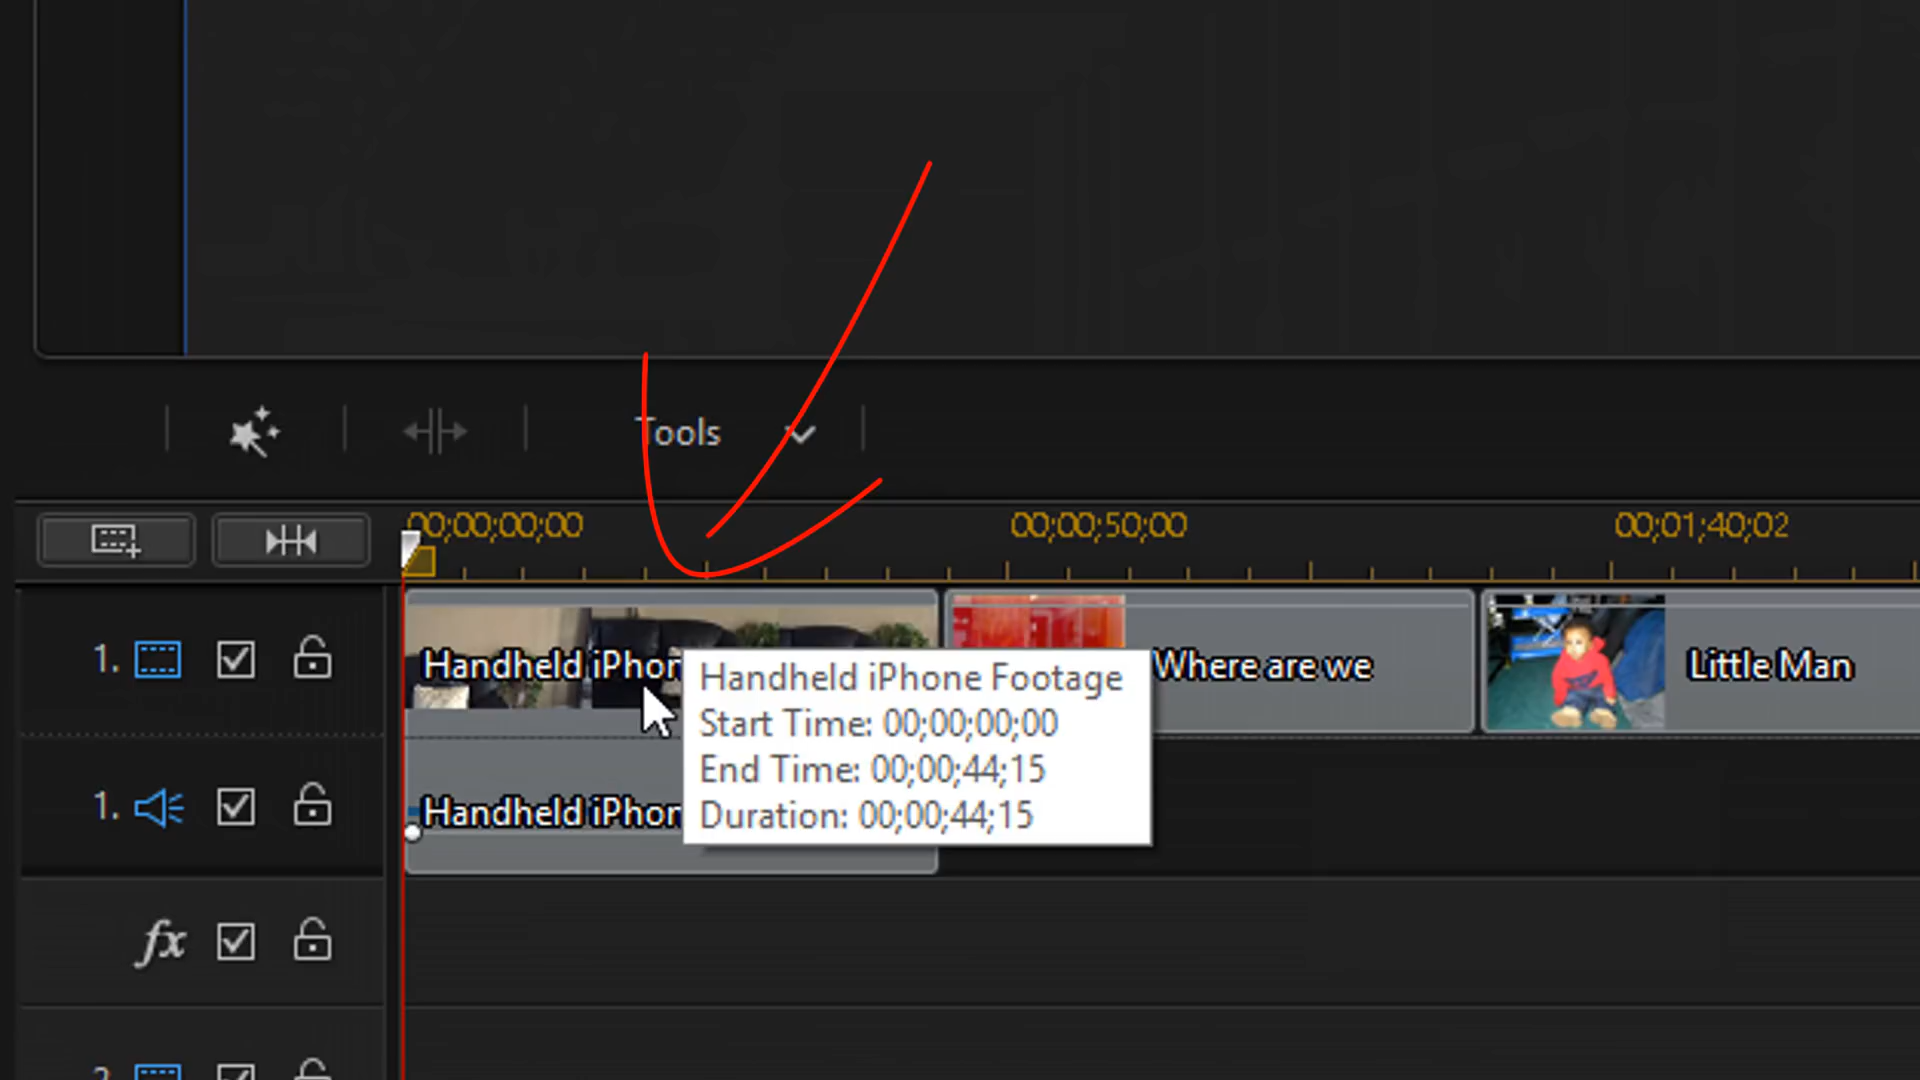 Tools
00;00;00;00
00;00;50;00
00;01;40;02
1.
Handheld iPhon
Where are we
Little Man
Handheld iPhone Footage
Start Time: 00;00;00;00
End Time: 00;00;44;15
Duration: 00;00;44;15
1.
Handheld iPhon
fx
2